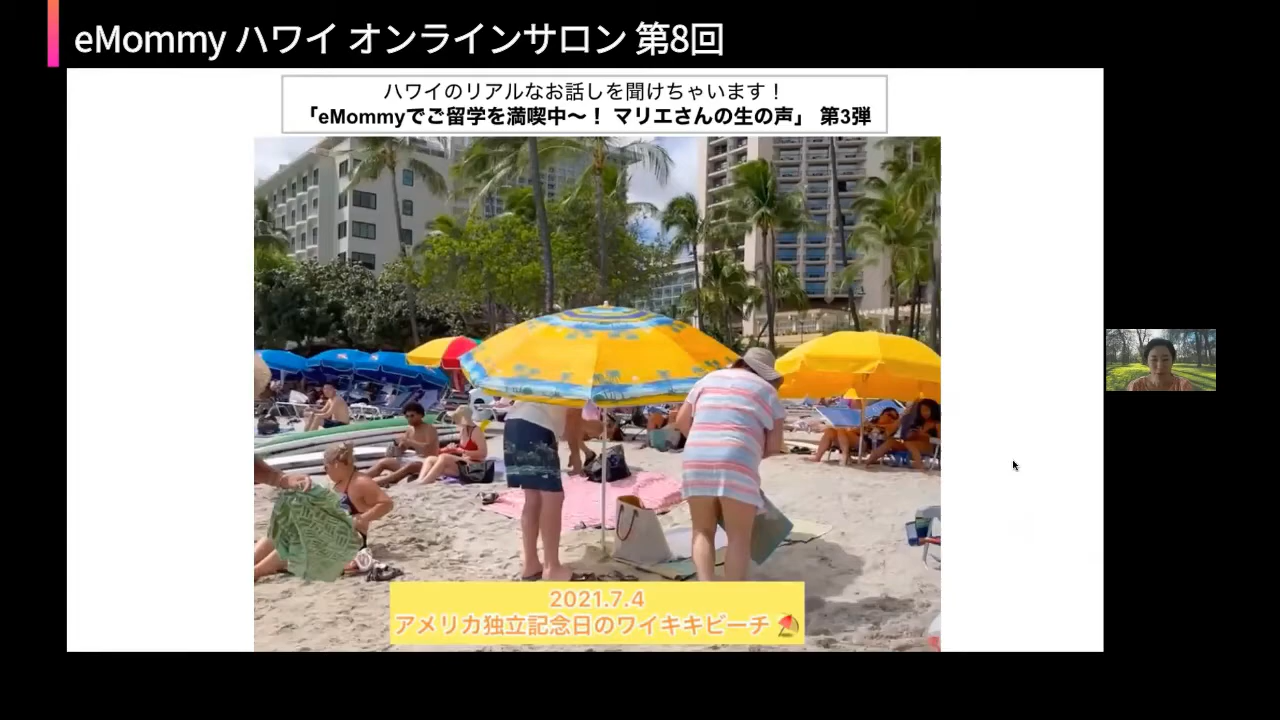 eMommy ハワイ オンラインサロン 第8回
ハワイのリアルなお話しを聞けちゃいます！
「eMommyでご留学を満喫中〜！ マリエさんの生の声」 第3弾
2021.7.4
アメリカ独立記念日のワイキキビーチ